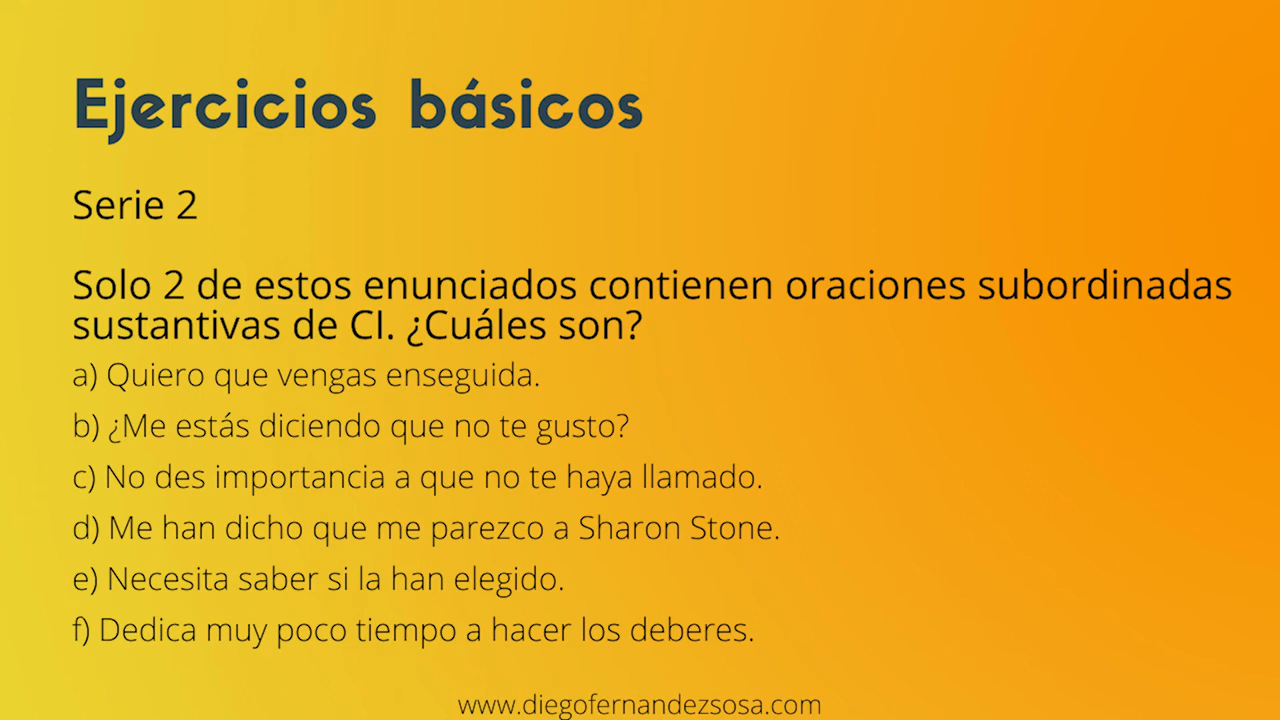 Ejercicios básicos
Serie 2
Solo 2 de estos enunciados contienen oraciones subordinadas
sustantivas de CI. ¿Cuáles son?
a) Quiero que vengas enseguida.
b) ¿Me estás diciendo que no te gusto?
c) No des importancia a que no te haya llamado.
d) Me han dicho que me parezco a Sharon Stone.
e) Necesita saber si la han elegido.
f) Dedica muy poco tiempo a hacer los deberes.
www.diegofernandezsosa.com